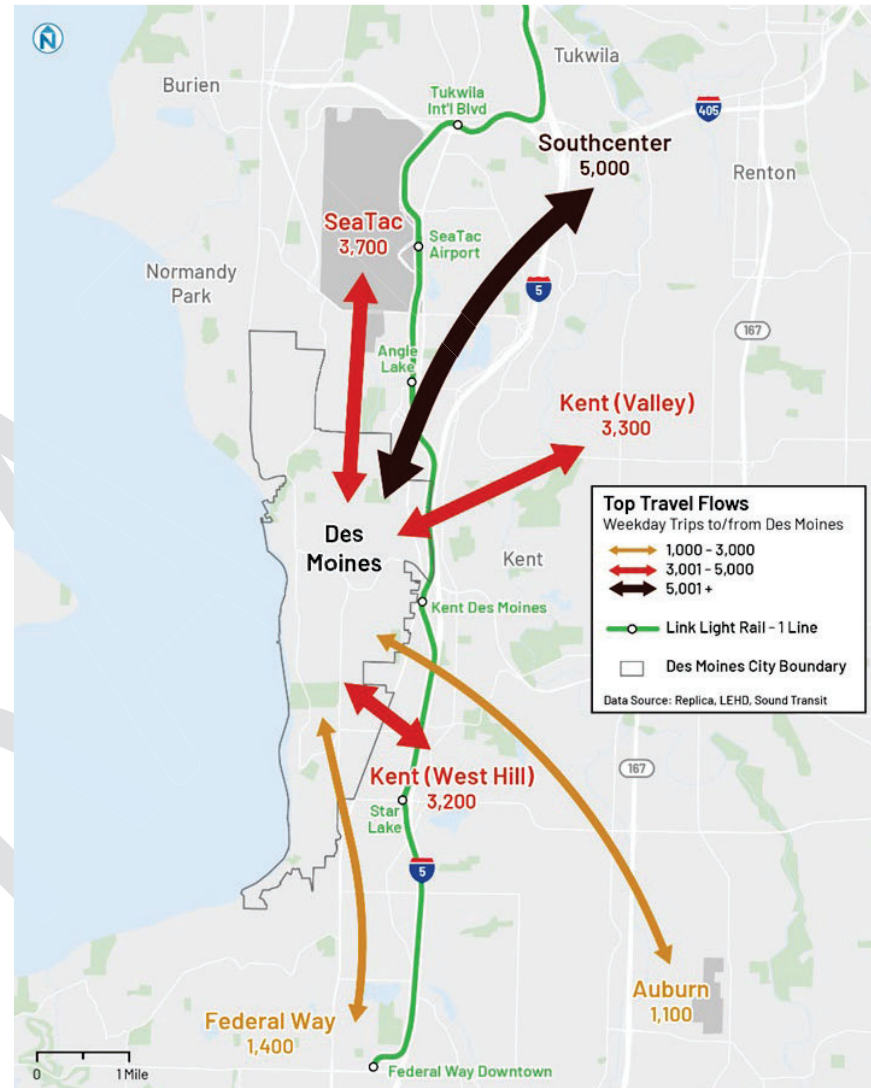 N
Tukwila
Burien
Tukwila
Int'l Blvd
405
Southcenter
5,000
Renton
SeaTac
3,700
SeaTac
Airport
Normandy
Park
5
167
Angle
Lake
Kent (Valley)
3,300
Top Travel Flows
Weekday Trips to/from Des Moines
1,000 - 3,000
3,001 - 5,000
5,001 +
Link Light Rail - 1 Line
Des Moines City Boundary
Data Source: Replica, LEHD, Sound Transit
Des
Moines
Kent
Kent Des Moines
Kent (West Hill)
3,200
167
Star
Lake
5
Auburn
1,100
Federal Way
1,400
Federal Way Downtown
0 1 Mile